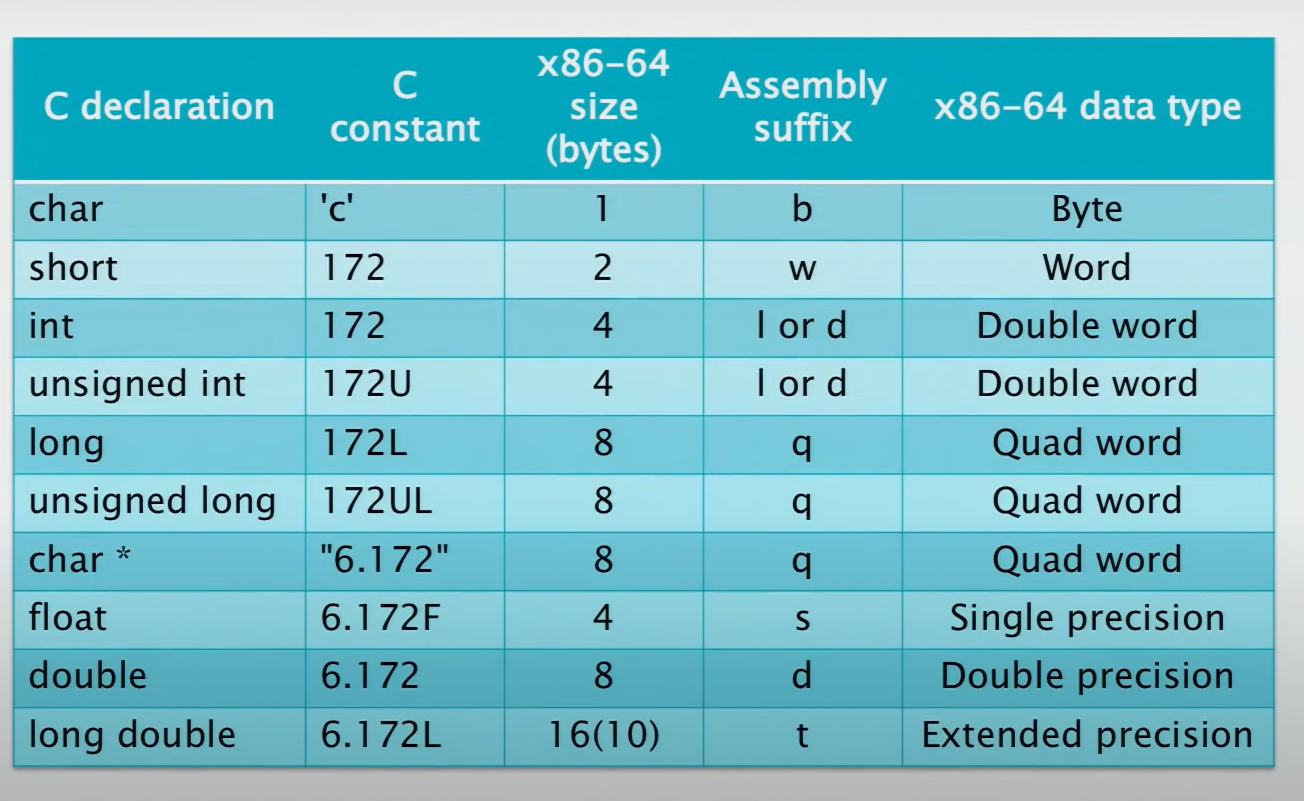 C declaration C constant x86-64 size (bytes) Assembly suffix x86-64 data type
char 'c' 1 b Byte
short 172 2 w Word
int 172 4 l or d Double word
unsigned int 172U 4 l or d Double word
long 172L 8 q Quad word
unsigned long 172UL 8 q Quad word
char * "6.172" 8 q Quad word
float 6.172F 4 s Single precision
double 6.172 8 d Double precision
long double 6.172L 16(10) t Extended precision